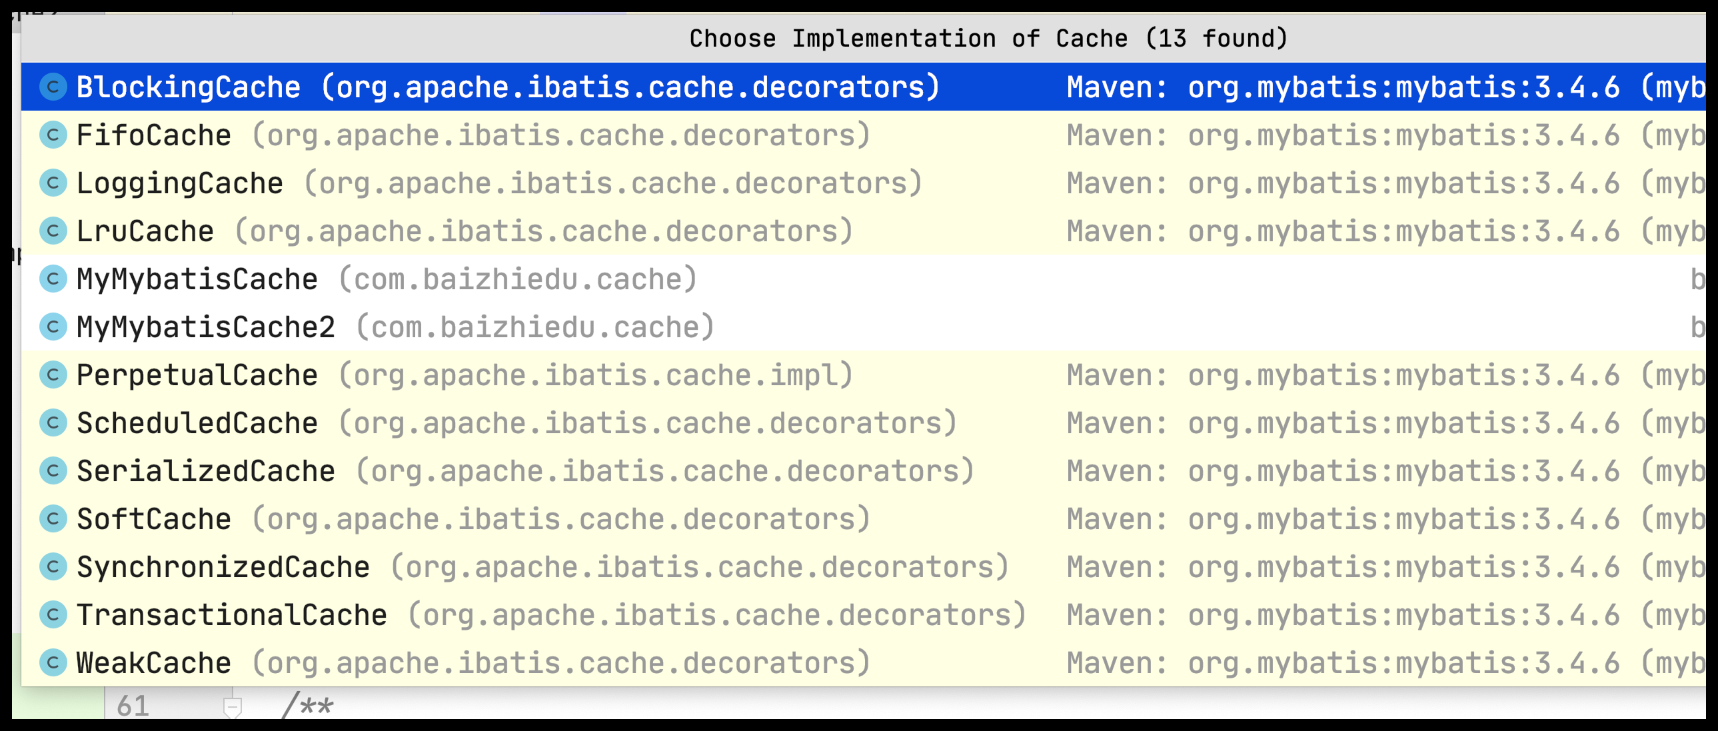 Choose Implementation of Cache (13 found)
C BlockingCache (org.apache.ibatis.cache.decorators) Maven: org.mybatis:mybatis:3.4.6 (myb
C FifoCache (org.apache.ibatis.cache.decorators) Maven: org.mybatis:mybatis:3.4.6 (myb
C LoggingCache (org.apache.ibatis.cache.decorators) Maven: org.mybatis:mybatis:3.4.6 (myb
C LruCache (org.apache.ibatis.cache.decorators) Maven: org.mybatis:mybatis:3.4.6 (myb
C MyMybatisCache (com.baizhiedu.cache) b
C MyMybatisCache2 (com.baizhiedu.cache) b
C PerpetualCache (org.apache.ibatis.cache.impl) Maven: org.mybatis:mybatis:3.4.6 (myb
C ScheduledCache (org.apache.ibatis.cache.decorators) Maven: org.mybatis:mybatis:3.4.6 (myb
C SerializedCache (org.apache.ibatis.cache.decorators) Maven: org.mybatis:mybatis:3.4.6 (myb
C SoftCache (org.apache.ibatis.cache.decorators) Maven: org.mybatis:mybatis:3.4.6 (myb
C SynchronizedCache (org.apache.ibatis.cache.decorators) Maven: org.mybatis:mybatis:3.4.6 (myb
C TransactionalCache (org.apache.ibatis.cache.decorators) Maven: org.mybatis:mybatis:3.4.6 (myb
C WeakCache (org.apache.ibatis.cache.decorators) Maven: org.mybatis:mybatis:3.4.6 (myb
61 /**